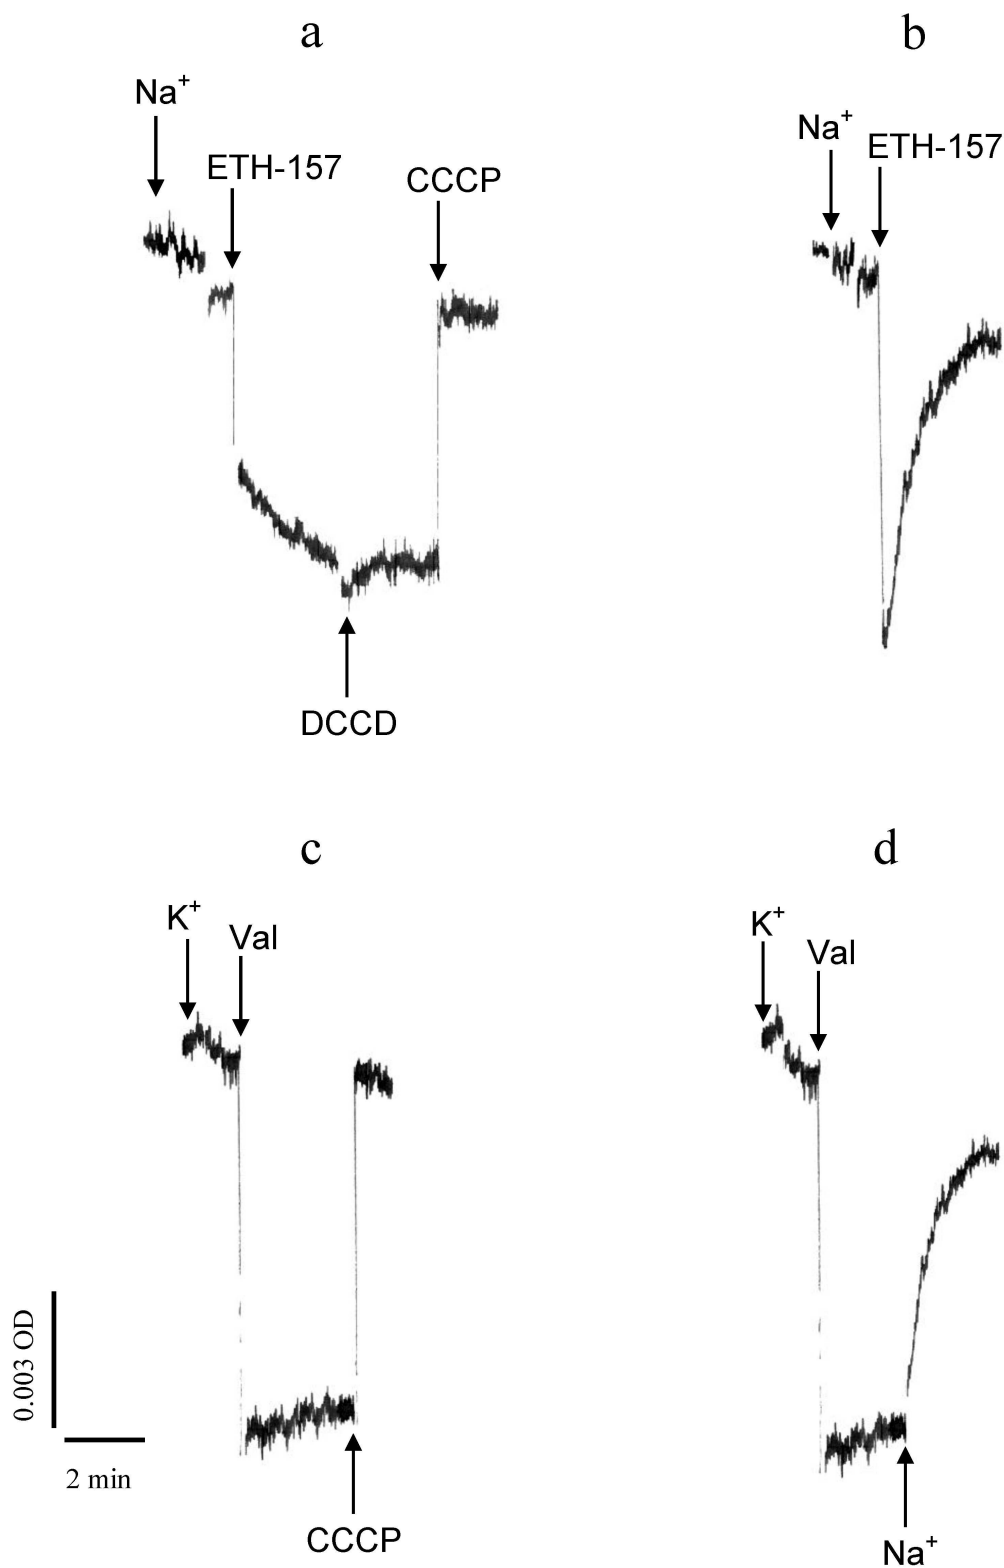 a
b
Na⁺
ETH-157
CCCP
DCCD
Na⁺
ETH-157
c
d
K⁺
Val
CCCP
K⁺
Val
Na⁺
0.003 OD
2 min